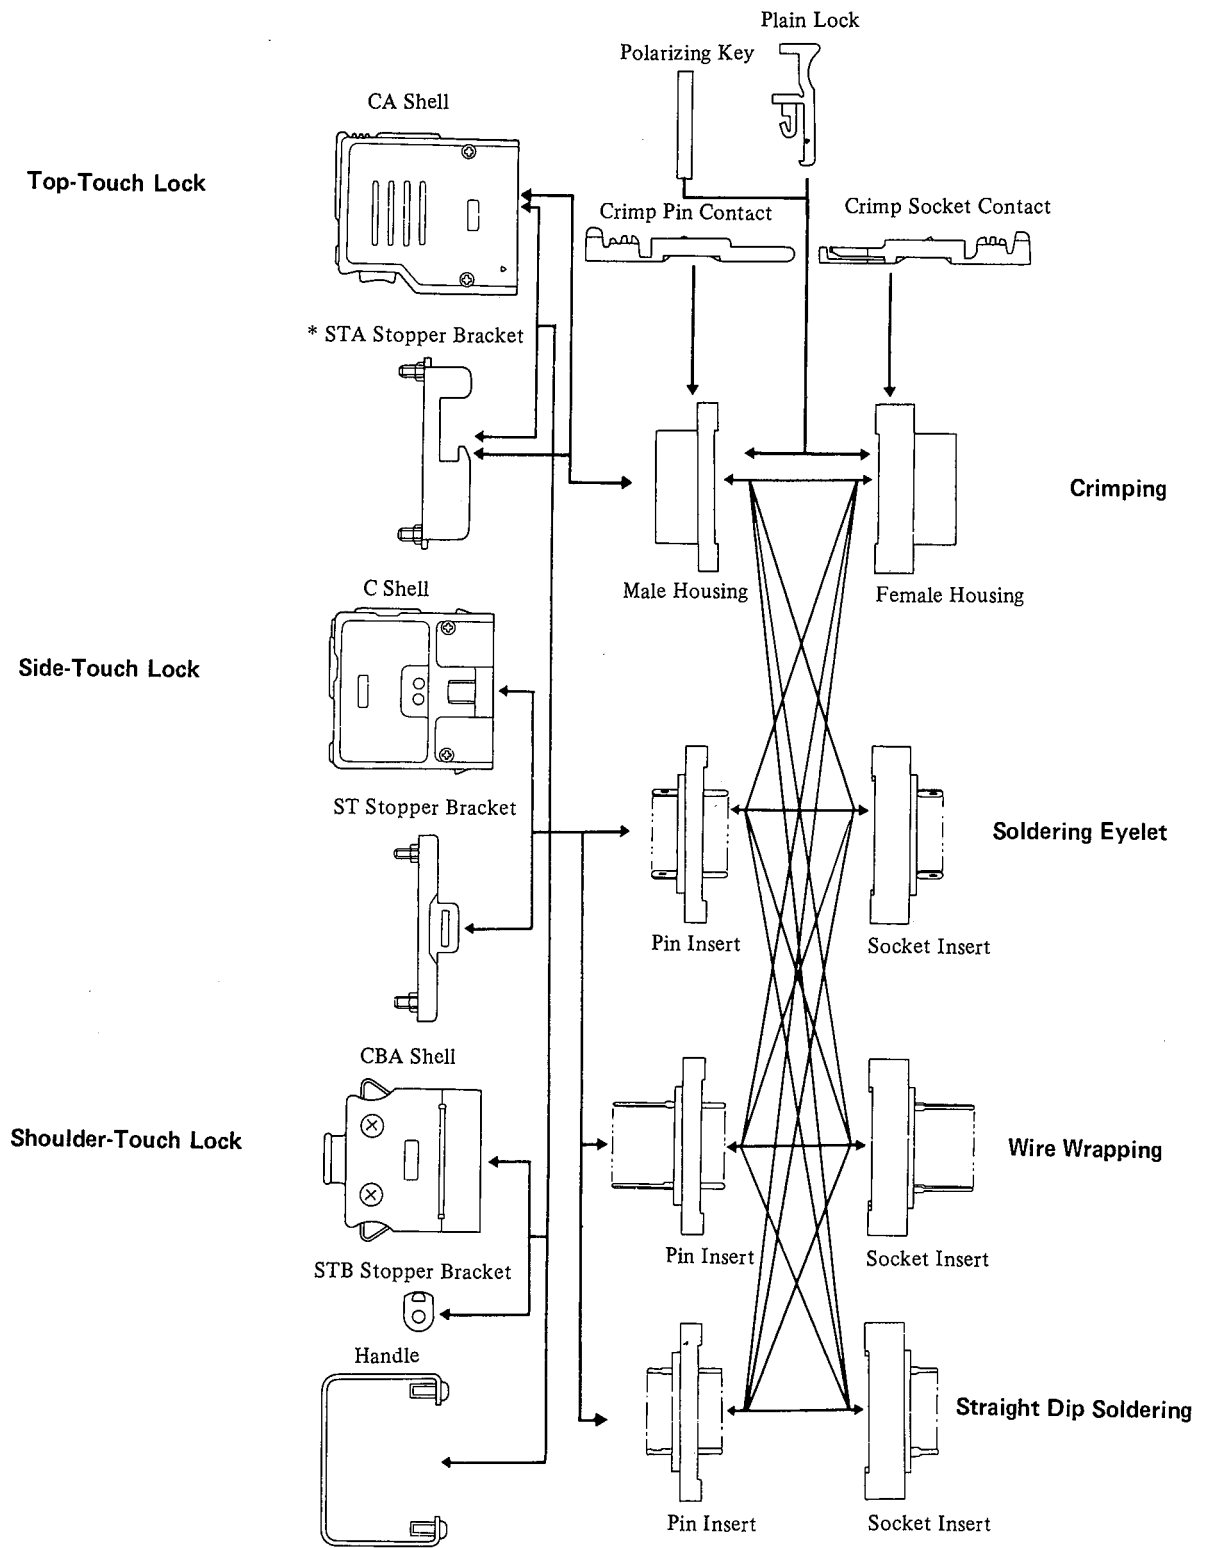 Plain Lock
Polarizing Key
CA Shell
Top-Touch Lock
Crimp Pin Contact
Crimp Socket Contact
* STA Stopper Bracket
Crimping
C Shell
Male Housing
Female Housing
Side-Touch Lock
ST Stopper Bracket
Soldering Eyelet
Pin Insert
Socket Insert
CBA Shell
Shoulder-Touch Lock
Wire Wrapping
Pin Insert
Socket Insert
STB Stopper Bracket
Handle
Straight Dip Soldering
Pin Insert
Socket Insert